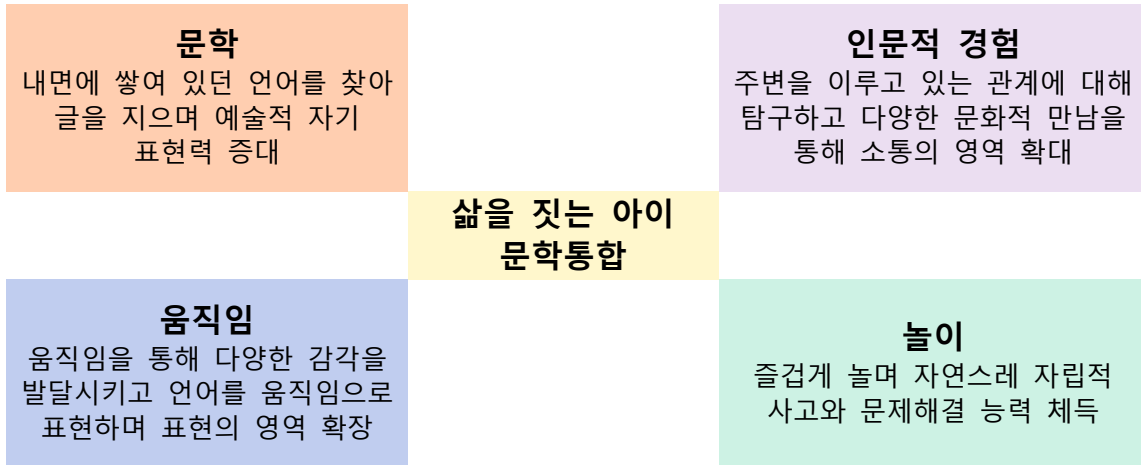 문학
내면에 쌓여 있던 언어를 찾아
글을 지으며 예술적 자기
표현력 증대
인문적 경험
주변을 이루고 있는 관계에 대해
탐구하고 다양한 문화적 만남을
통해 소통의 영역 확대
삶을 짓는 아이
문학통합
움직임
움직임을 통해 다양한 감각을
발달시키고 언어를 움직임으로
표현하며 표현의 영역 확장
놀이
즐겁게 놀며 자연스레 자립적
사고와 문제해결 능력 체득